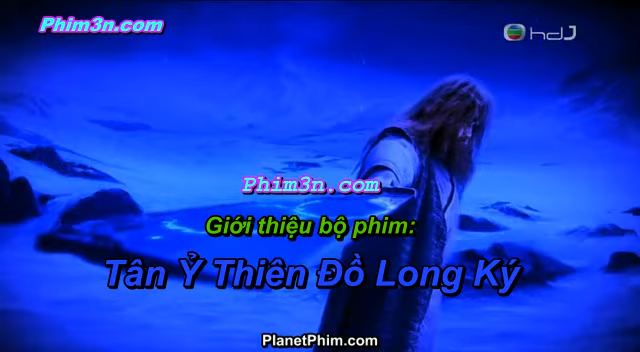 Phim3n.com
hdJ
Phim3n.com
Giới thiệu bộ phim:
Tân Ỷ Thiên Đồ Long Ký
PlanetPhim.com